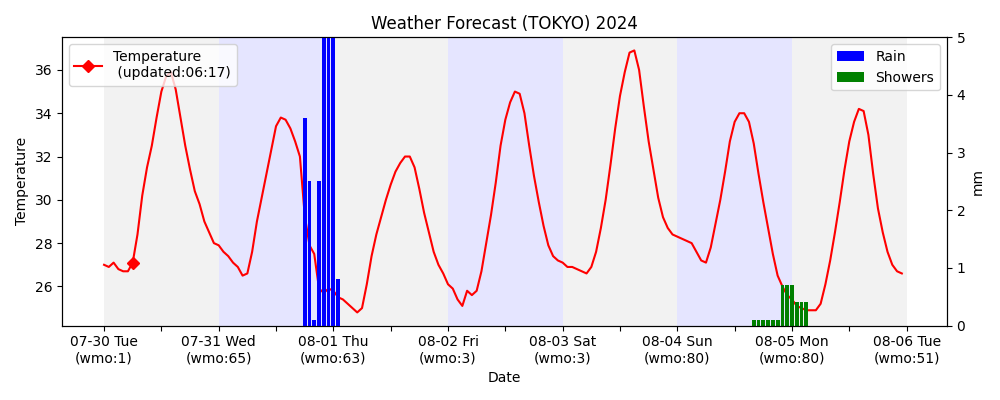 Weather Forecast (TOKYO) 2024
Temperature
(updated:06:17)
Rain
Showers
Temperature
36
34
32
30
28
26
5
4
3
2
1
0
mm
07-30 Tue
(wmo:1)
07-31 Wed
(wmo:65)
08-01 Thu
(wmo:63)
08-02 Fri
(wmo:3)
08-03 Sat
(wmo:3)
08-04 Sun
(wmo:80)
08-05 Mon
(wmo:80)
08-06 Tue
(wmo:51)
Date